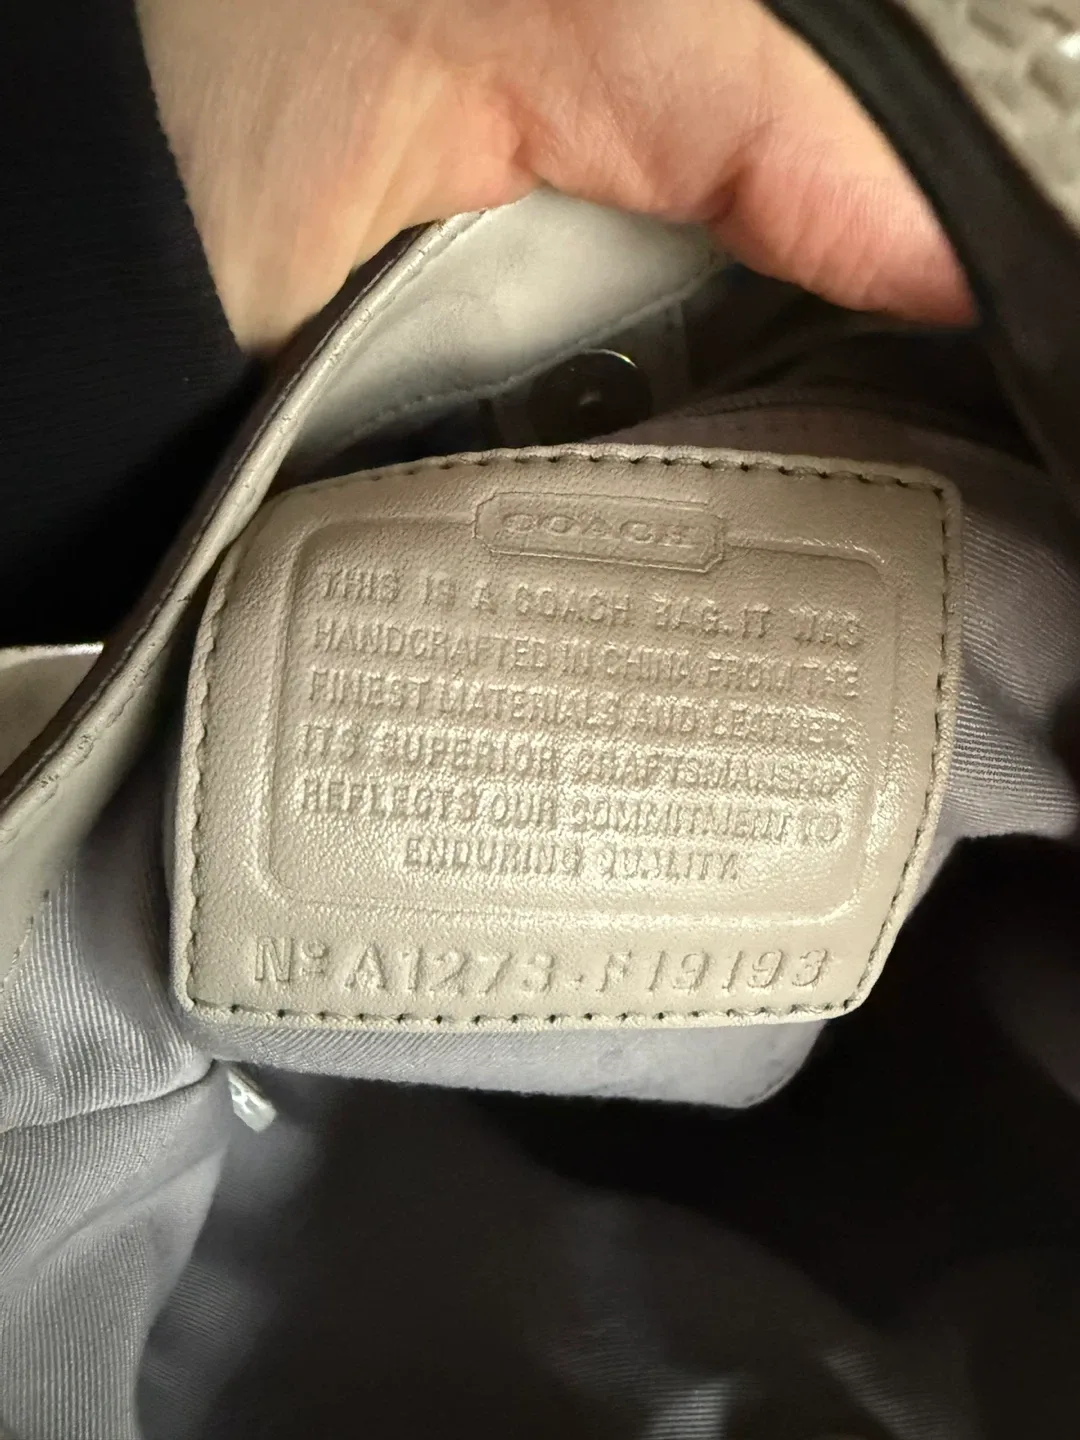 COACH
THIS IS A COACH BAG. IT WAS
HANDCRAFTED IN CHINA FROM THE
FINEST MATERIALS AND LEATHER.
ITS SUPERIOR CRAFTSMANSHIP
REFLECTS OUR COMMITMENT TO
ENDURING QUALITY.
Nº A1273-F19193